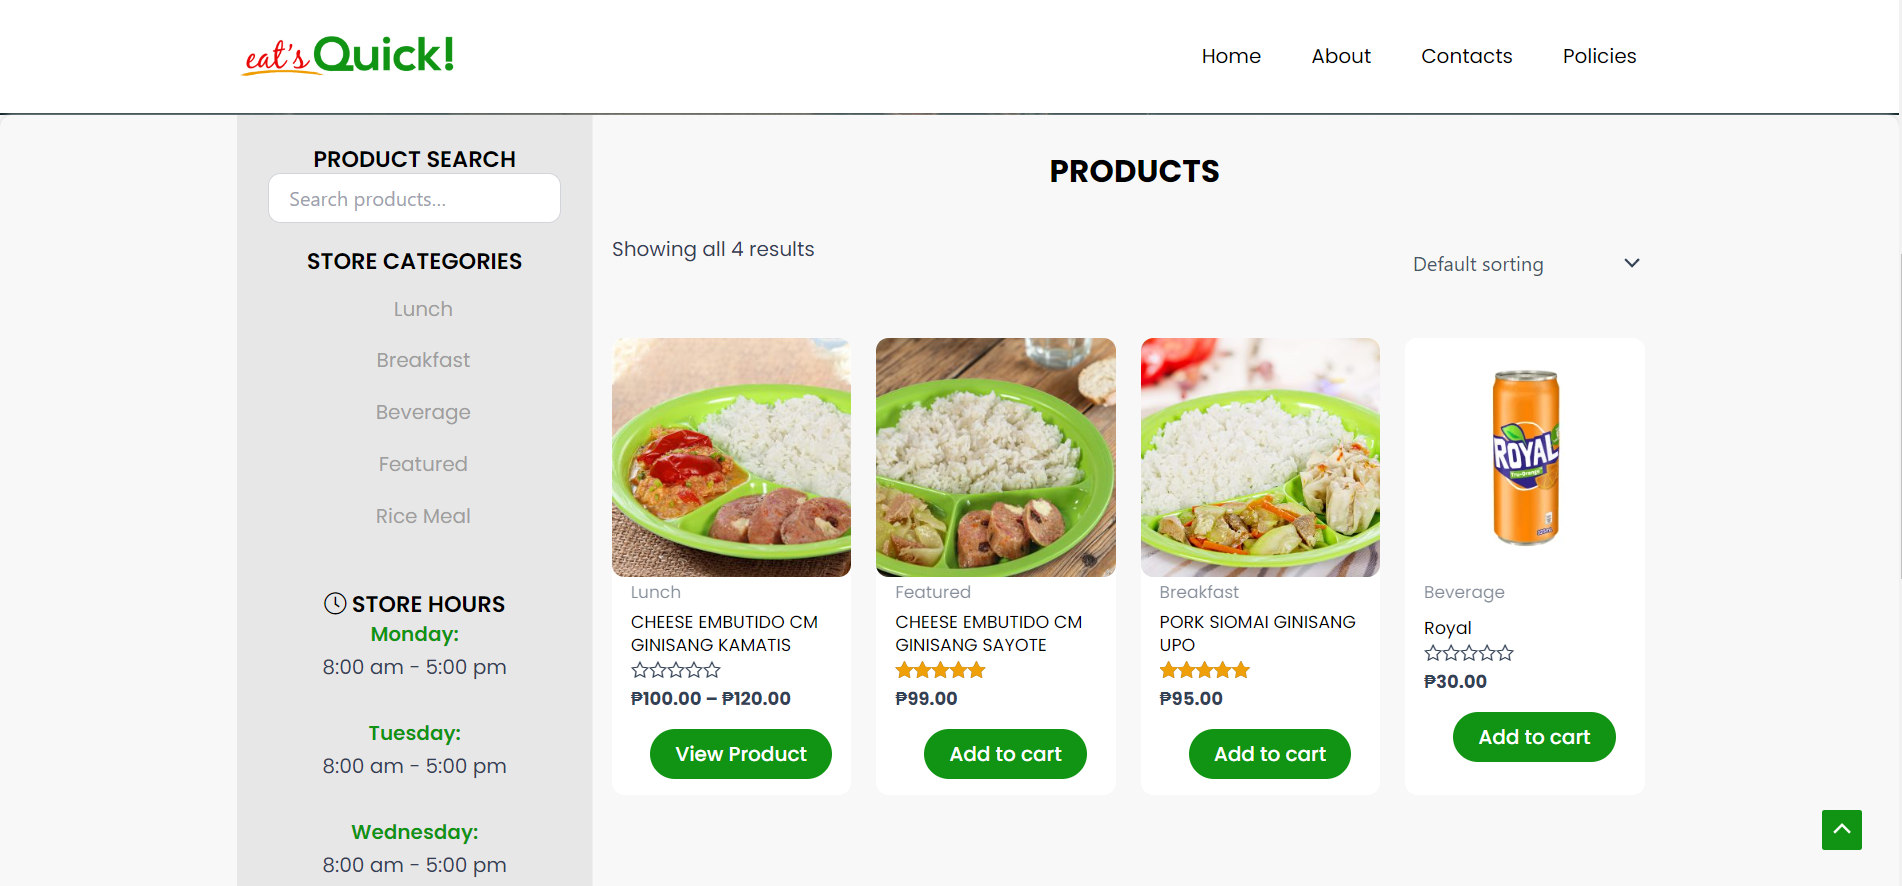 eat's Quick!
Home
About
Contacts
Policies
PRODUCT SEARCH
Search products...
STORE CATEGORIES
Lunch
Breakfast
Beverage
Featured
Rice Meal
STORE HOURS
Monday:
8:00 am - 5:00 pm
Tuesday:
8:00 am - 5:00 pm
Wednesday:
8:00 am - 5:00 pm
PRODUCTS
Showing all 4 results
Default sorting
Lunch
CHEESE EMBUTIDO CM
GINISANG KAMATIS
₱100.00 – ₱120.00
View Product
Featured
CHEESE EMBUTIDO CM
GINISANG SAYOTE
₱99.00
Add to cart
Breakfast
PORK SIOMAI GINISANG
UPO
₱95.00
Add to cart
ROYAL
Tru-Orange
Beverage
Royal
₱30.00
Add to cart